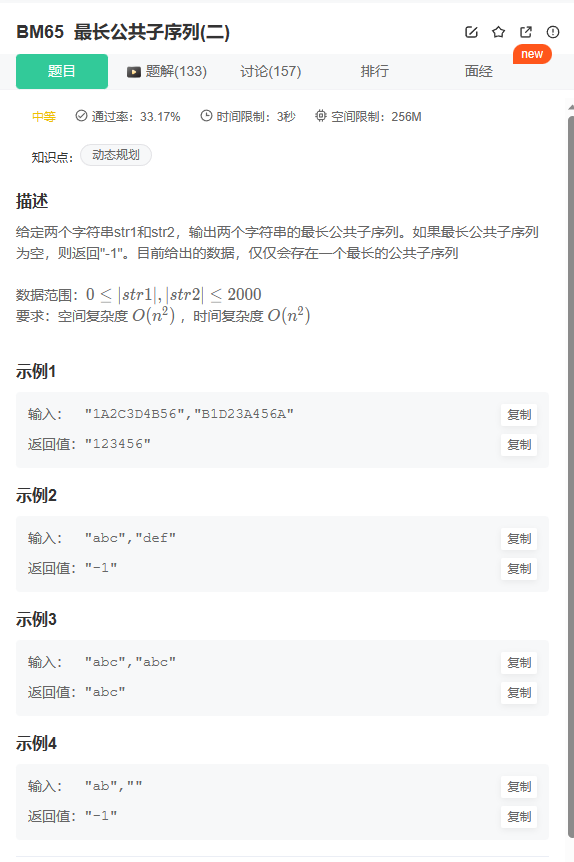 BM65 最长公共子序列(二)
new
题目 题解(133) 讨论(157) 排行 面经
中等 通过率：33.17% 时间限制：3秒 空间限制：256M
知识点： 动态规划
描述
给定两个字符串str1和str2，输出两个字符串的最长公共子序列。如果最长公共子序列
为空，则返回"-1"。目前给出的数据，仅仅会存在一个最长的公共子序列
数据范围：0 ≤ |str1|, |str2| ≤ 2000
要求：空间复杂度 O(n²) ，时间复杂度 O(n²)
示例1
输入： "1A2C3D4B56","B1D23A456A" 复制
返回值："123456" 复制
示例2
输入： "abc","def" 复制
返回值："-1" 复制
示例3
输入： "abc","abc" 复制
返回值："abc" 复制
示例4
输入： "ab","" 复制
返回值："-1" 复制